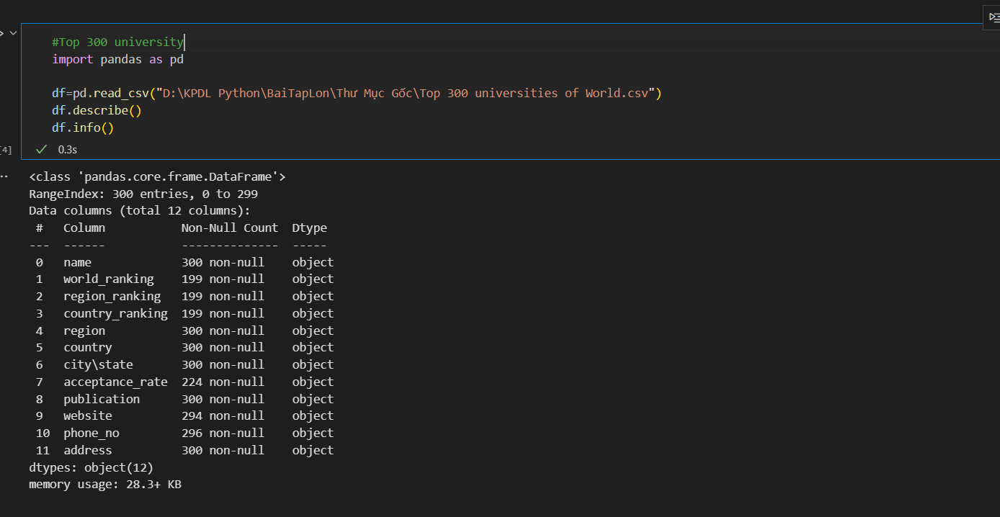 #Top 300 university
import pandas as pd
df=pd.read_csv("D:\KPDL Python\BaiTapLon\Thư Mục Gốc\Top 300 universities of World.csv")
df.describe()
df.info()
[4]
0.3s
<class 'pandas.core.frame.DataFrame'>
RangeIndex: 300 entries, 0 to 299
Data columns (total 12 columns):
 #   Column           Non-Null Count  Dtype
---  ------           --------------  -----
 0   name             300 non-null    object
 1   world_ranking    199 non-null    object
 2   region_ranking   199 non-null    object
 3   country_ranking  199 non-null    object
 4   region           300 non-null    object
 5   country          300 non-null    object
 6   city\state       300 non-null    object
 7   acceptance_rate  224 non-null    object
 8   publication      300 non-null    object
 9   website          294 non-null    object
 10  phone_no         296 non-null    object
 11  address          300 non-null    object
dtypes: object(12)
memory usage: 28.3+ KB